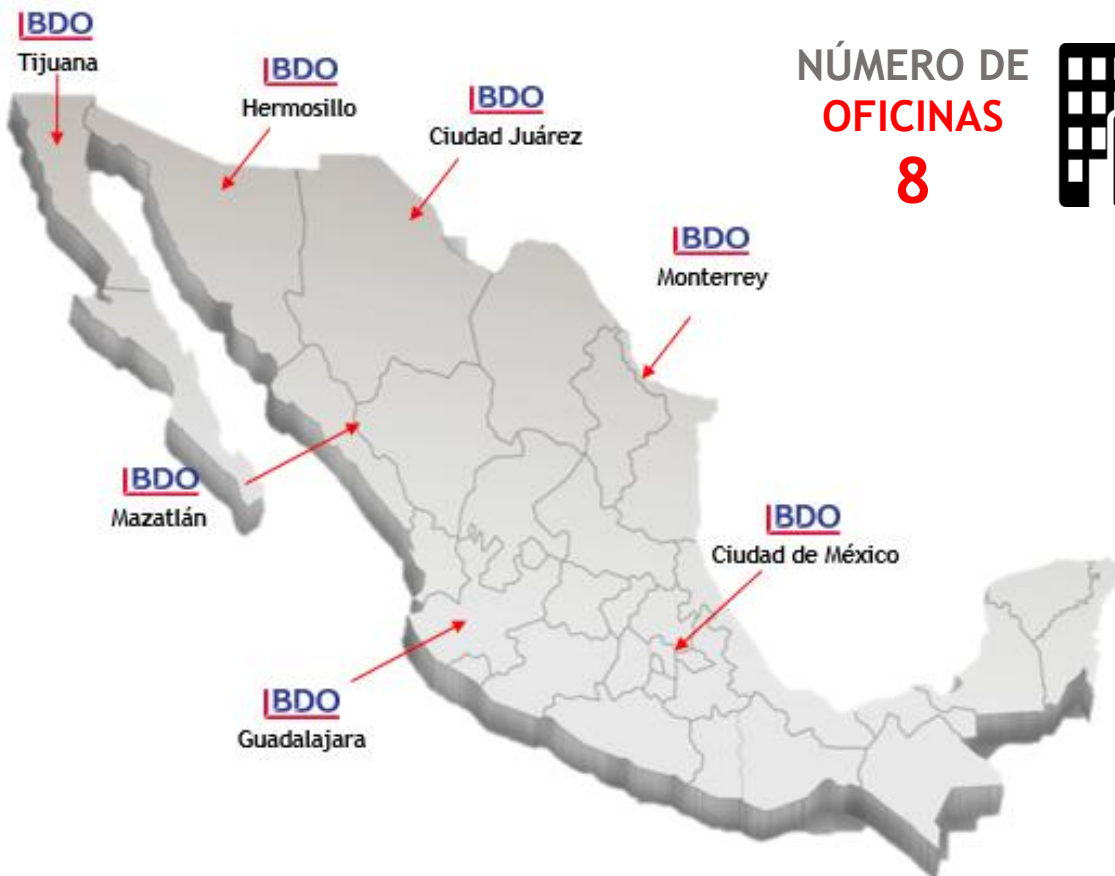 BDO
Tijuana
BDO
Hermosillo
BDO
Ciudad Juárez
NÚMERO DE
OFICINAS
8
BDO
Monterrey
BDO
Mazatlán
BDO
Ciudad de México
BDO
Guadalajara